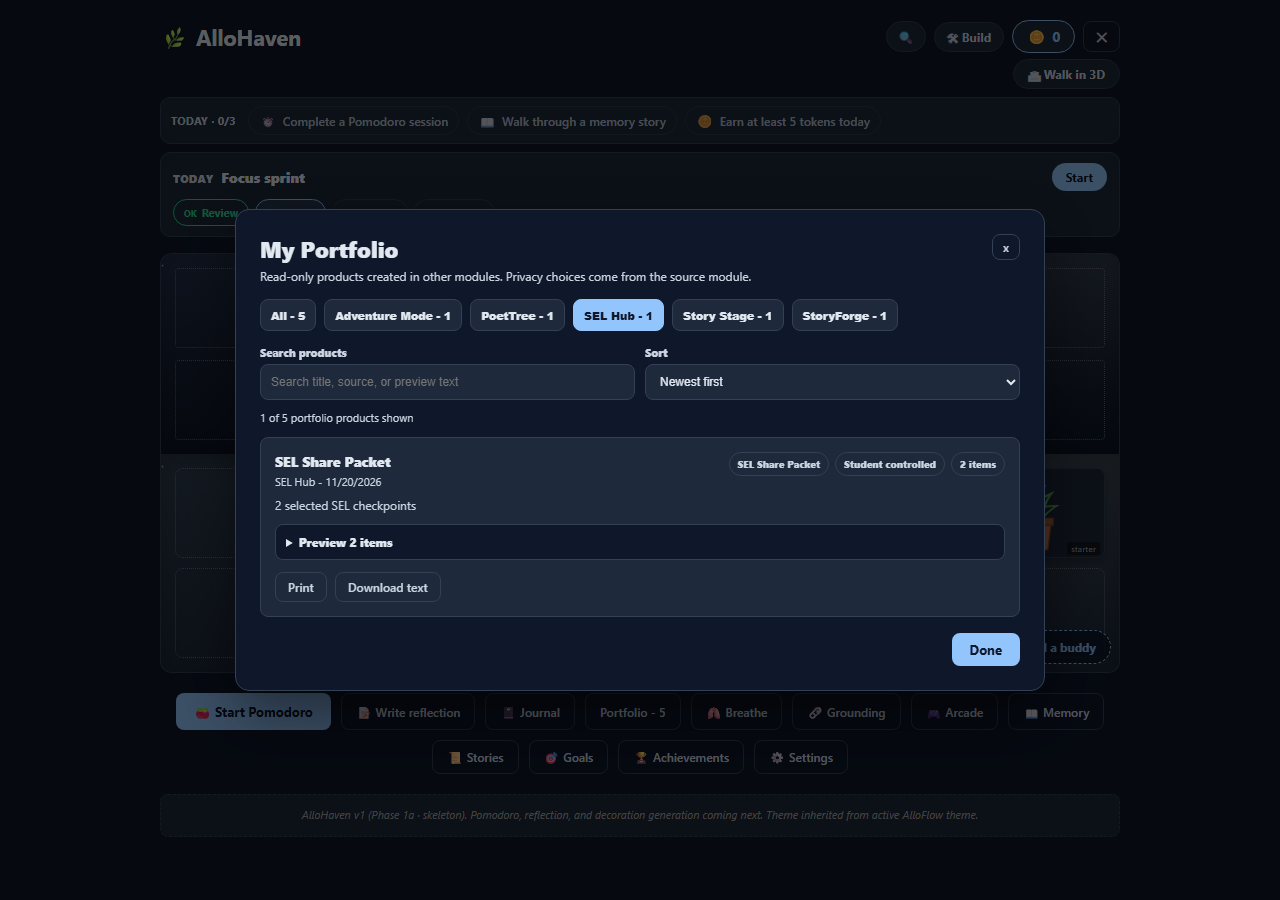 AlloHaven
Build
0
Walk in 3D
TODAY · 0/3
Complete a Pomodoro session
Walk through a memory story
Earn at least 5 tokens today
TODAY Focus sprint
Start
OK Review
My Portfolio
x
Read-only products created in other modules. Privacy choices come from the source module.
All - 5
Adventure Mode - 1
PoetTree - 1
SEL Hub - 1
Story Stage - 1
StoryForge - 1
Search products
Sort
Search title, source, or preview text
Newest first
1 of 5 portfolio products shown
SEL Share Packet
SEL Share Packet
Student controlled
2 items
SEL Hub - 11/20/2026
2 selected SEL checkpoints
Preview 2 items
Print
Download text
Done
starter
a buddy
Start Pomodoro
Write reflection
Journal
Portfolio - 5
Breathe
Grounding
Arcade
Memory
Stories
Goals
Achievements
Settings
AlloHaven v1 (Phase 1a · skeleton). Pomodoro, reflection, and decoration generation coming next. Theme inherited from active AlloFlow theme.